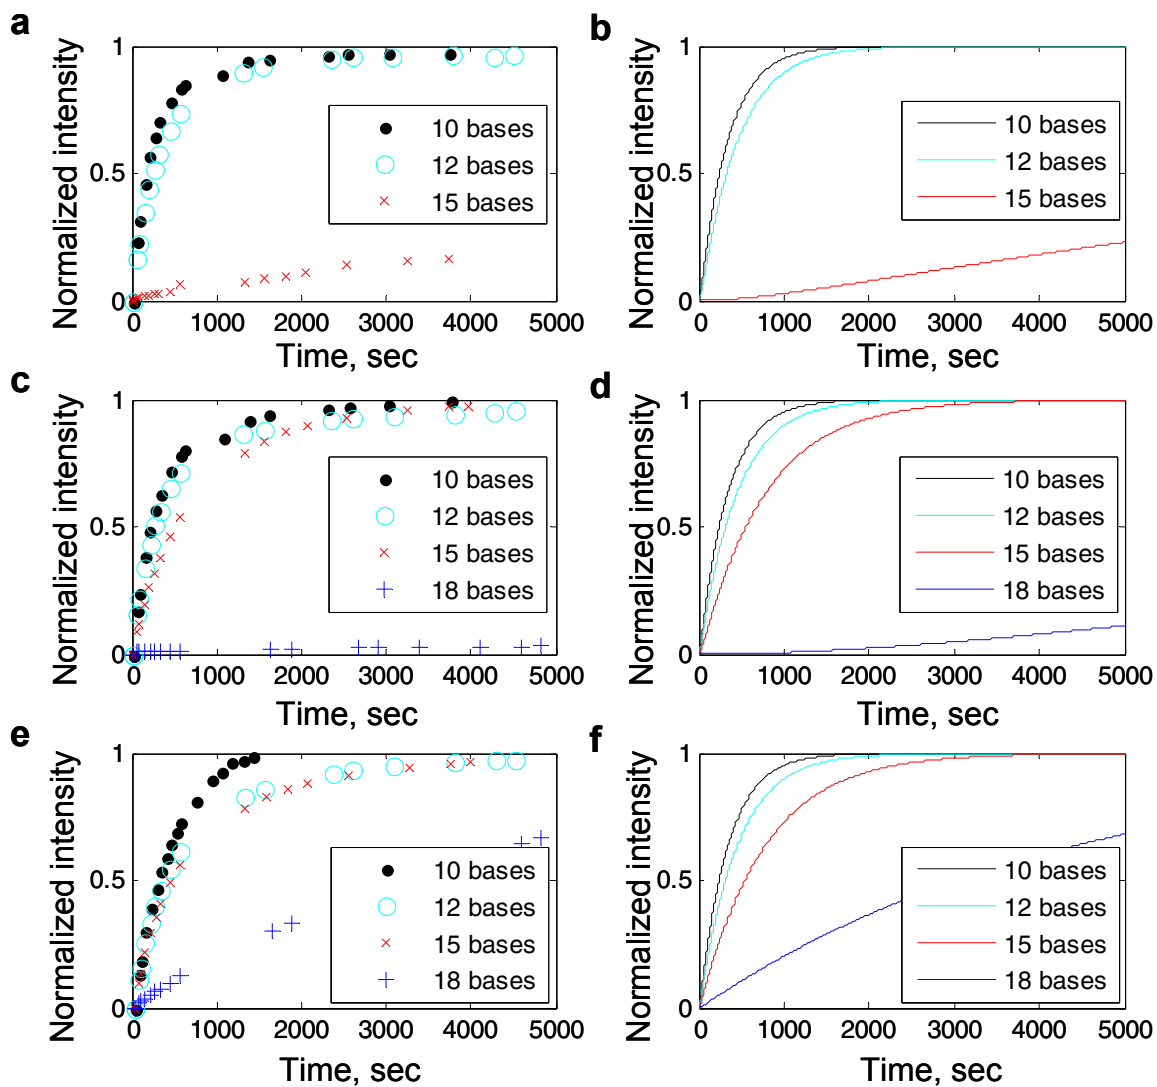 a
Normalized intensity
1
0.5
0
0 1000 2000 3000 4000 5000
Time, sec
10 bases
12 bases
15 bases
b
Normalized intensity
1
0.5
0
0 1000 2000 3000 4000 5000
Time, sec
10 bases
12 bases
15 bases
c
Normalized intensity
1
0.5
0
0 1000 2000 3000 4000 5000
Time, sec
10 bases
12 bases
15 bases
18 bases
d
Normalized intensity
1
0.5
0
0 1000 2000 3000 4000 5000
Time, sec
10 bases
12 bases
15 bases
18 bases
e
Normalized intensity
1
0.5
0
0 1000 2000 3000 4000 5000
Time, sec
10 bases
12 bases
15 bases
18 bases
f
Normalized intensity
1
0.5
0
0 1000 2000 3000 4000 5000
Time, sec
10 bases
12 bases
15 bases
18 bases